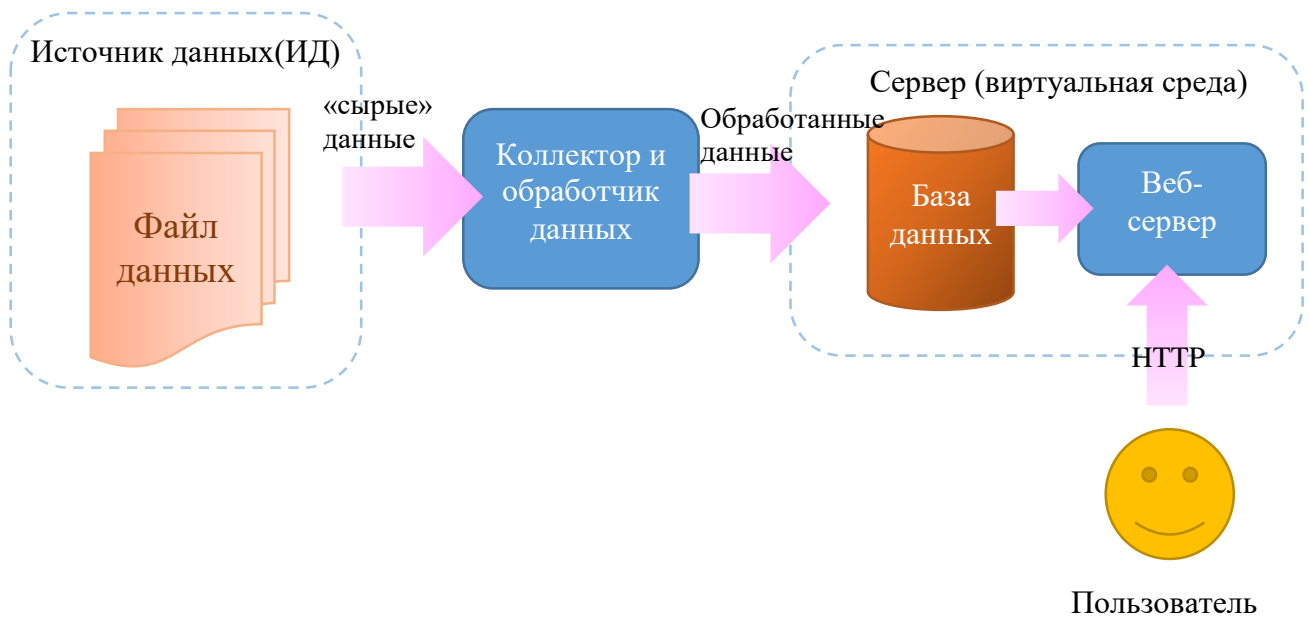 Источник данных(ИД)
Файл
данных
«сырые»
данные
Коллектор и
обработчик
данных
Обработанные
данные
Сервер (виртуальная среда)
База
данных
Веб-
сервер
HTTP
Пользователь